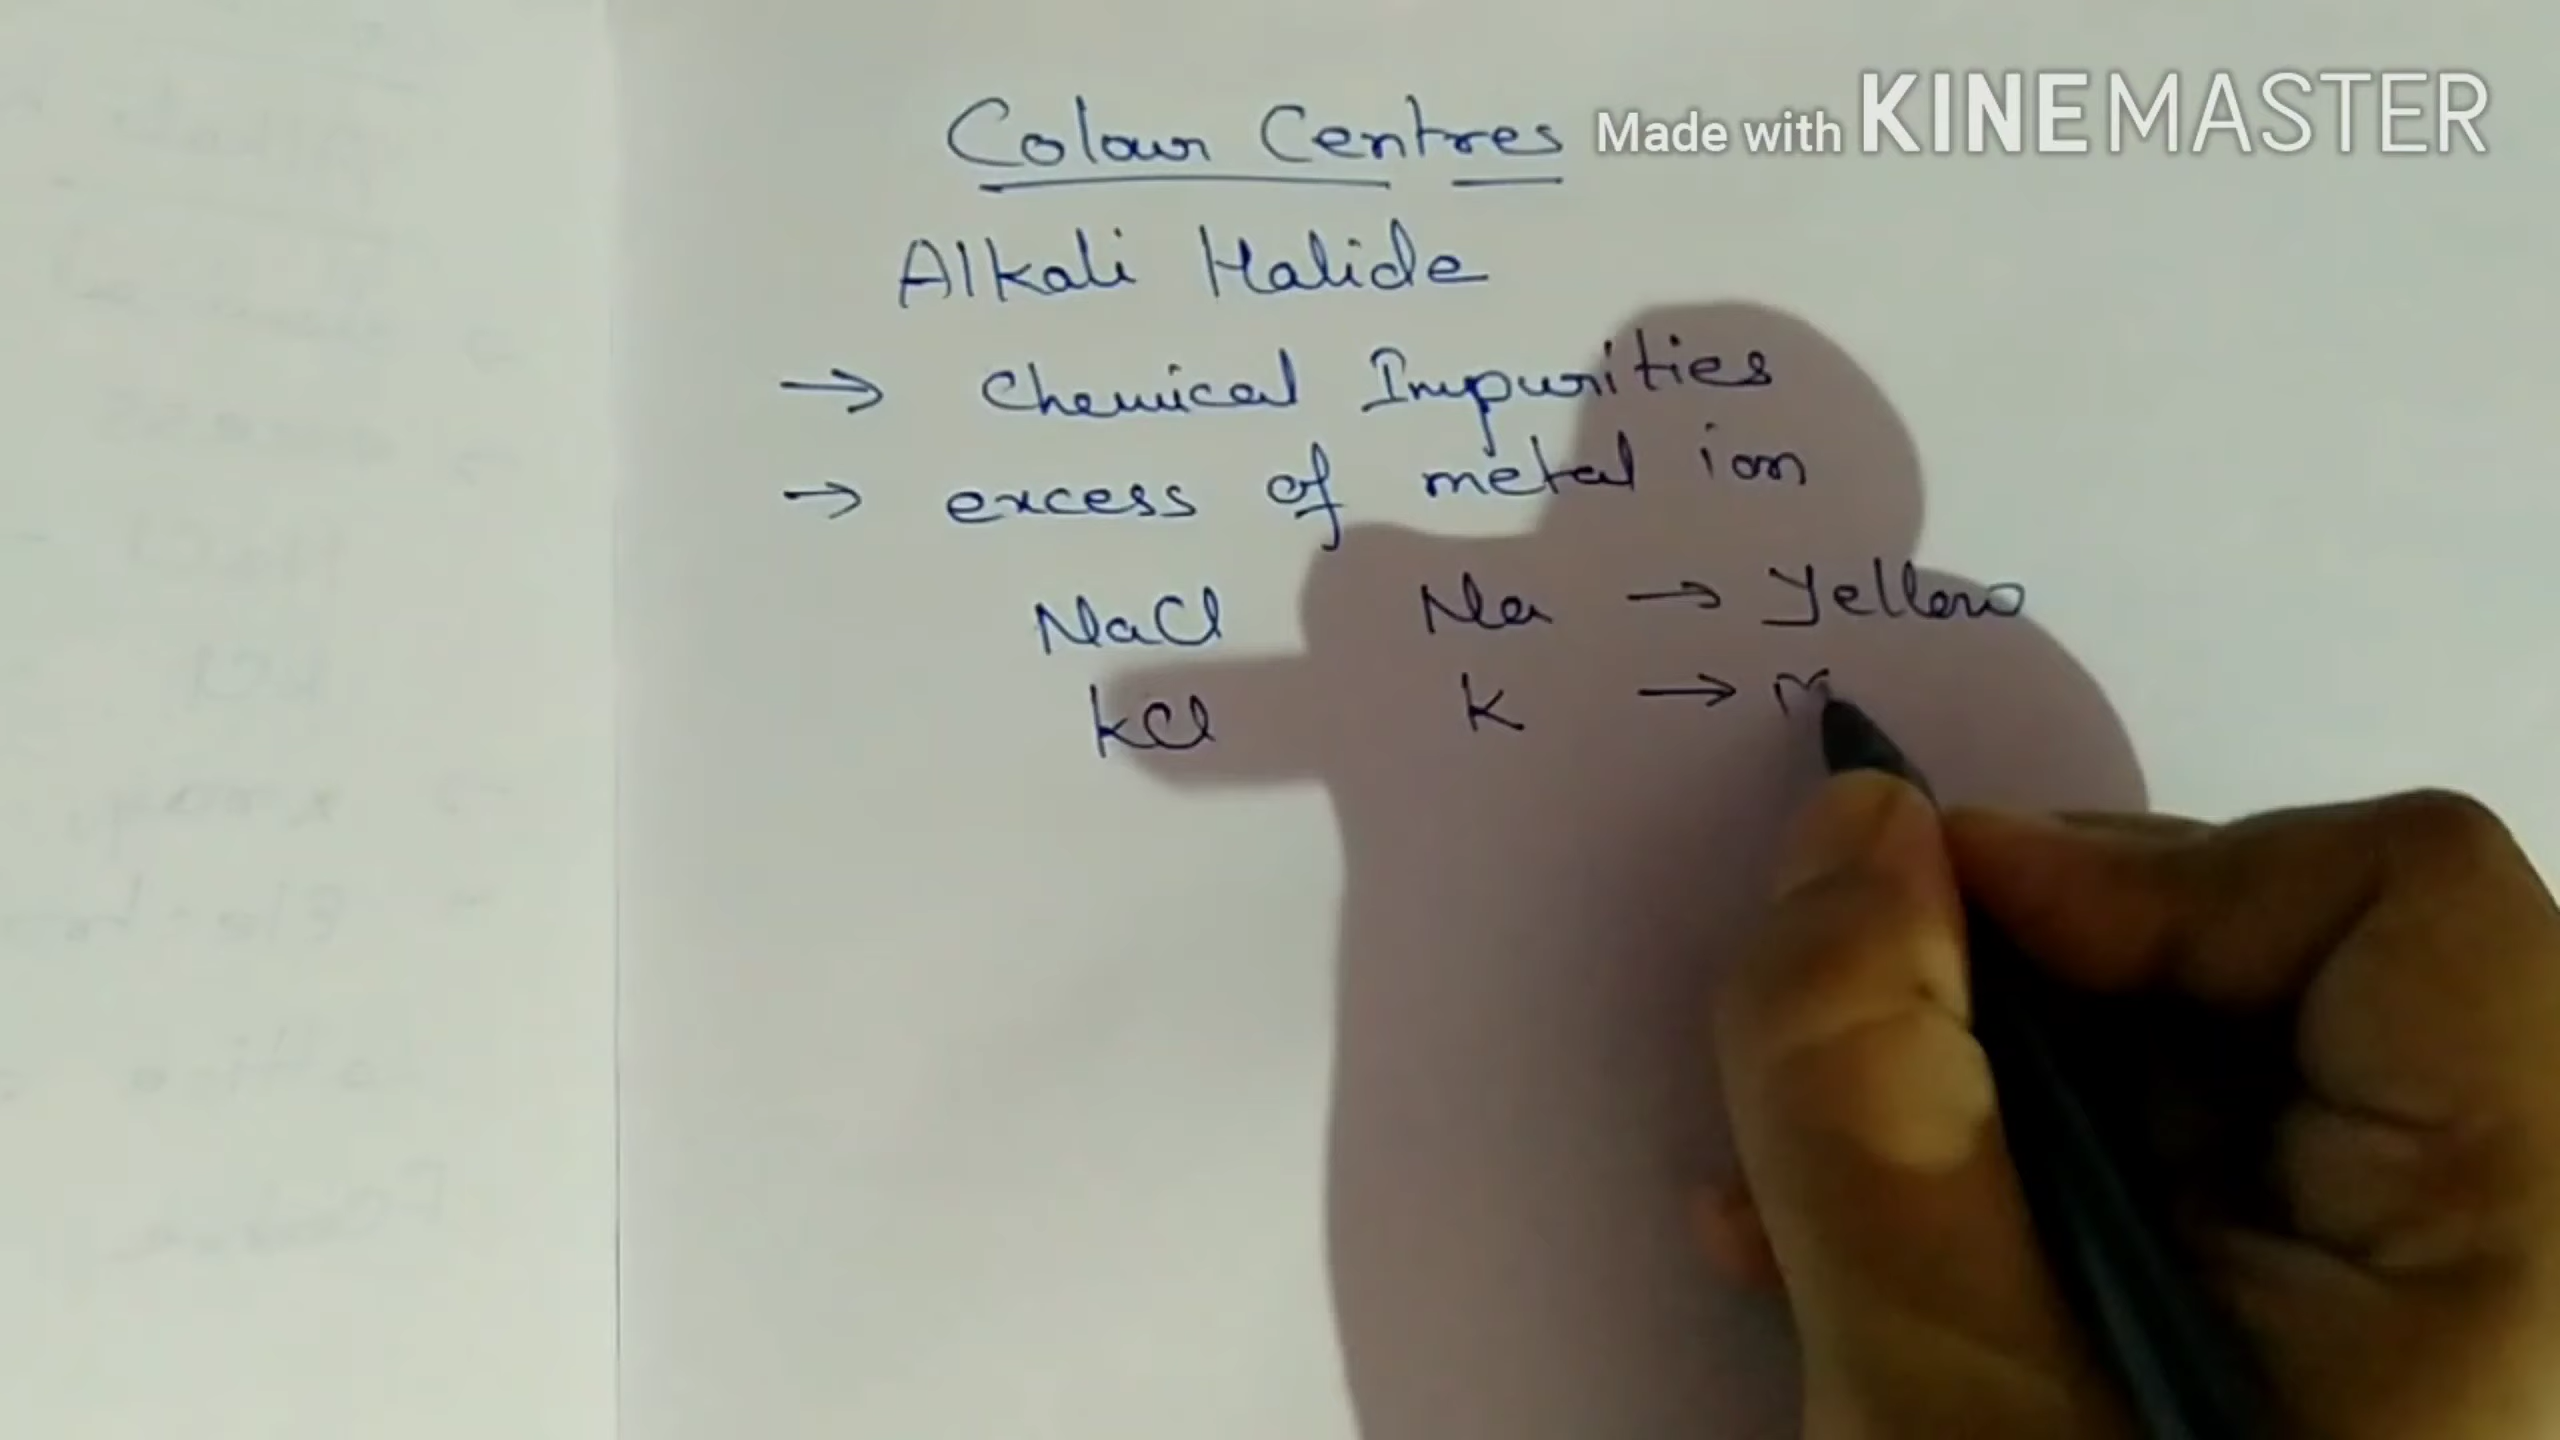 Colour Centres
Made with KINEMASTER
Alkali Halide
→ Chemical Impurities
→ excess of metal ion
NaCl Na → Yellow
KCl K → m